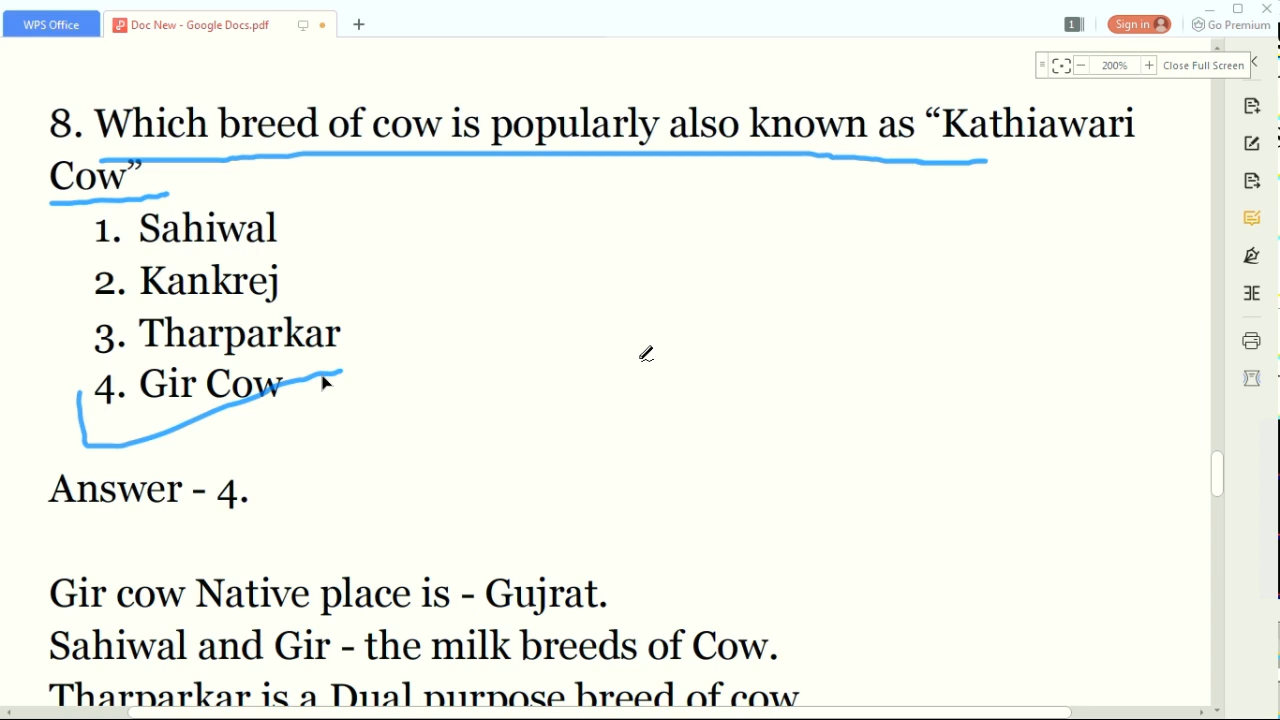 WPS Office
Doc New - Google Docs.pdf
1
Sign in
Go Premium
200%
Close Full Screen
8. Which breed of cow is popularly also known as “Kathiawari
Cow”
1. Sahiwal
2. Kankrej
3. Tharparkar
4. Gir Cow
Answer - 4.
Gir cow Native place is - Gujrat.
Sahiwal and Gir - the milk breeds of Cow.
Tharparkar is a Dual purpose breed of cow